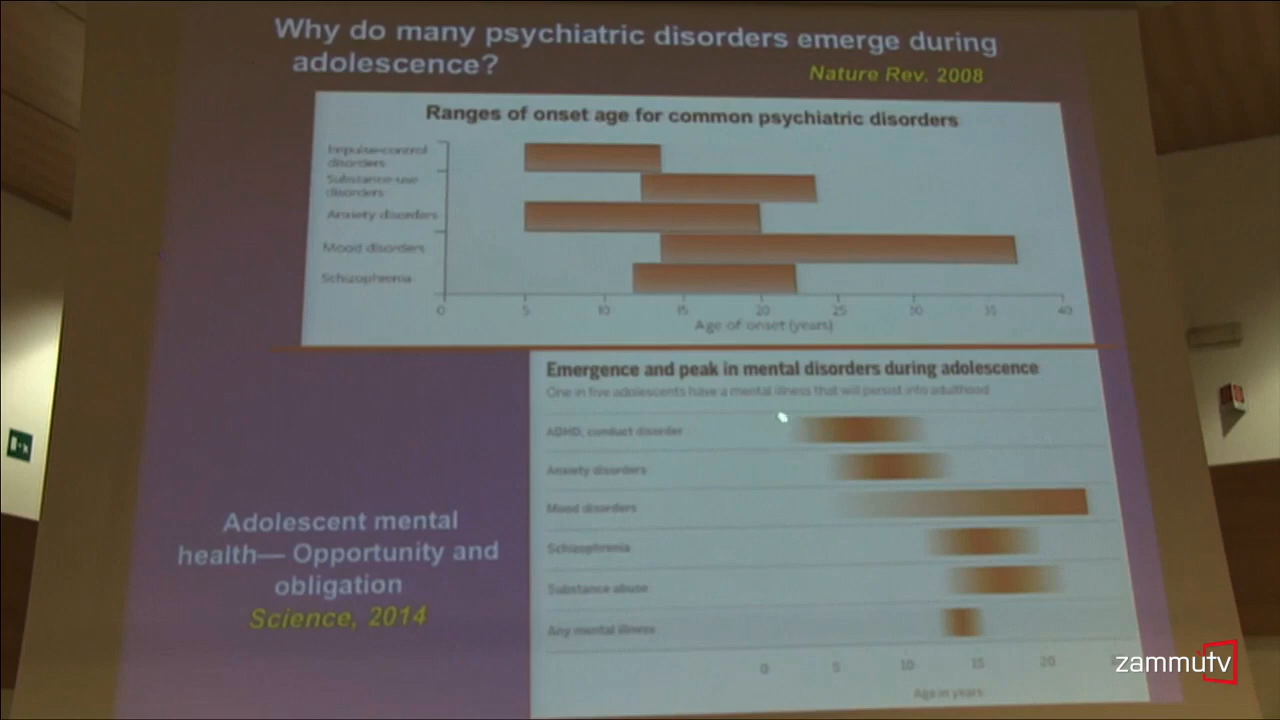 Why do many psychiatric disorders emerge during
adolescence?
Nature Rev. 2008
Ranges of onset age for common psychiatric disorders
Impulse-control
disorders
Substance-use
disorders
Anxiety disorders
Mood disorders
Schizophrenia
0 5 10 15 20 25 30 35 40
Age of onset (years)
Emergence and peak in mental disorders during adolescence
One in five adolescents have a mental illness that will persist into adulthood
ADHD, conduct disorder
Anxiety disorders
Mood disorders
Schizophrenia
Substance abuse
Any mental illness
0 5 10 15 20
Age in years
Adolescent mental
health— Opportunity and
obligation
Science, 2014
zammutv